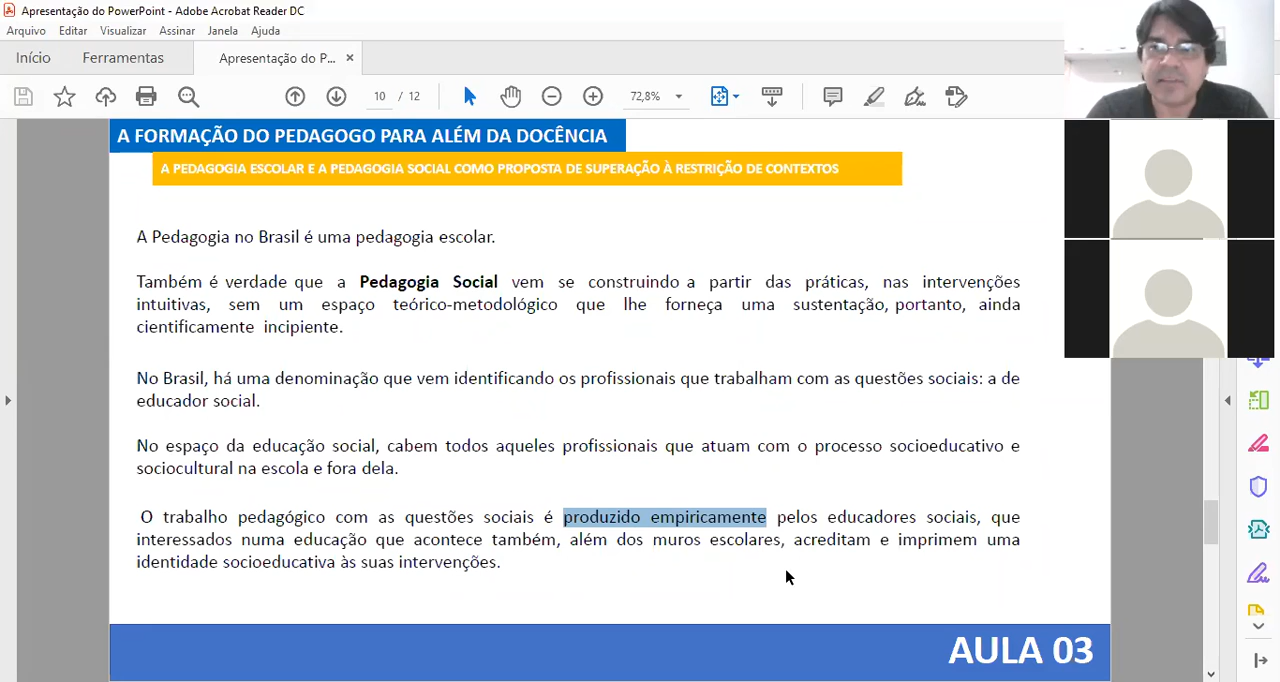 Apresentação do PowerPoint - Adobe Acrobat Reader DC
Arquivo Editar Visualizar Assinar Janela Ajuda
Início Ferramentas Apresentação do P... ×
10 / 12 72,8%
A FORMAÇÃO DO PEDAGOGO PARA ALÉM DA DOCÊNCIA
A PEDAGOGIA ESCOLAR E A PEDAGOGIA SOCIAL COMO PROPOSTA DE SUPERAÇÃO À RESTRIÇÃO DE CONTEXTOS
A Pedagogia no Brasil é uma pedagogia escolar.
Também é verdade que a Pedagogia Social vem se construindo a partir das práticas, nas intervenções
intuitivas, sem um espaço teórico-metodológico que lhe forneça uma sustentação, portanto, ainda
cientificamente incipiente.
No Brasil, há uma denominação que vem identificando os profissionais que trabalham com as questões sociais: a de
educador social.
No espaço da educação social, cabem todos aqueles profissionais que atuam com o processo socioeducativo e
sociocultural na escola e fora dela.
O trabalho pedagógico com as questões sociais é produzido empiricamente pelos educadores sociais, que
interessados numa educação que acontece também, além dos muros escolares, acreditam e imprimem uma
identidade socioeducativa às suas intervenções.
AULA 03